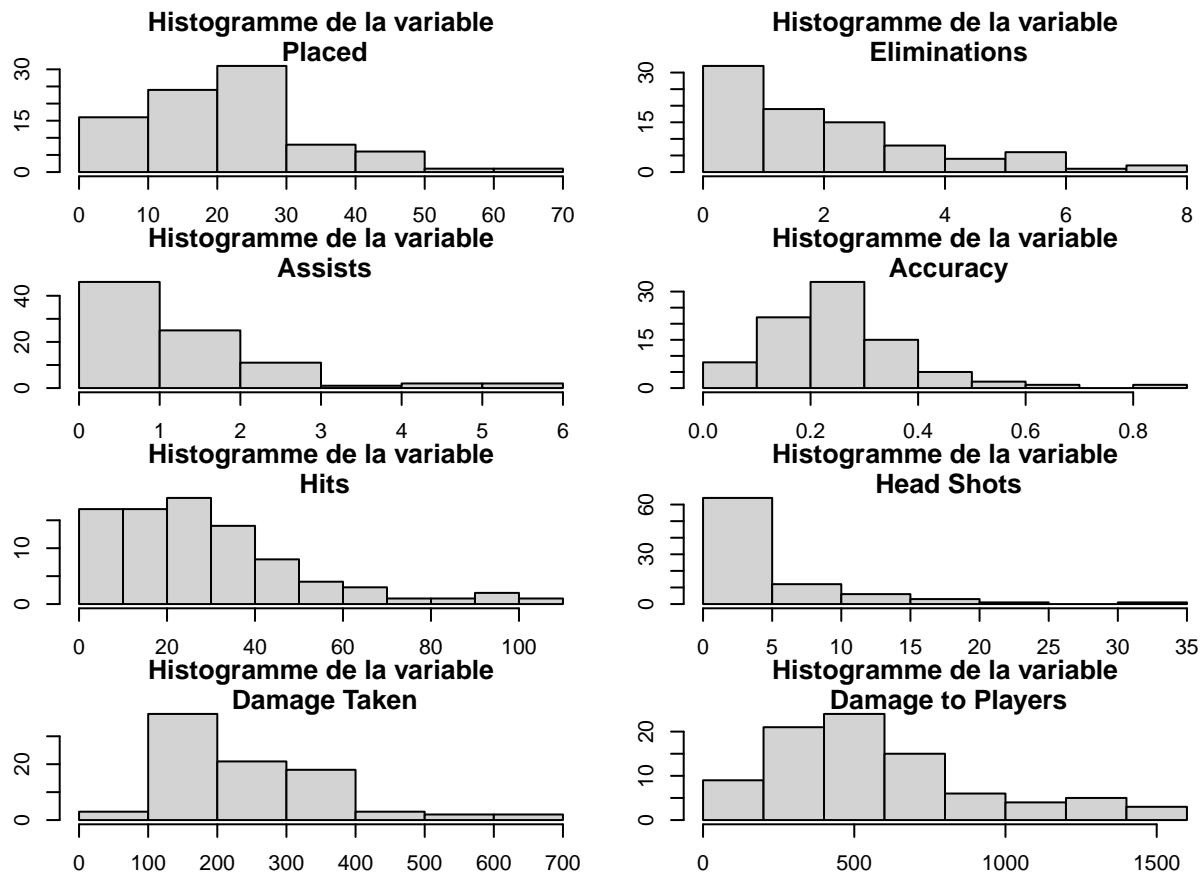 Histogramme de la variable
Placed
30
15
0
0 10 20 30 40 50 60 70
Histogramme de la variable
Eliminations
30
15
0
0 2 4 6 8
Histogramme de la variable
Assists
40
20
0
0 1 2 3 4 5 6
Histogramme de la variable
Accuracy
30
15
0
0.0 0.2 0.4 0.6 0.8
Histogramme de la variable
Hits
10
0
20 40 60 80 100
0
Histogramme de la variable
Head Shots
60
30
0
0 5 10 15 20 25 30 35
Histogramme de la variable
Damage Taken
20
0
0 100 200 300 400 500 600 700
Histogramme de la variable
Damage to Players
20
10
0
0 500 1000 1500